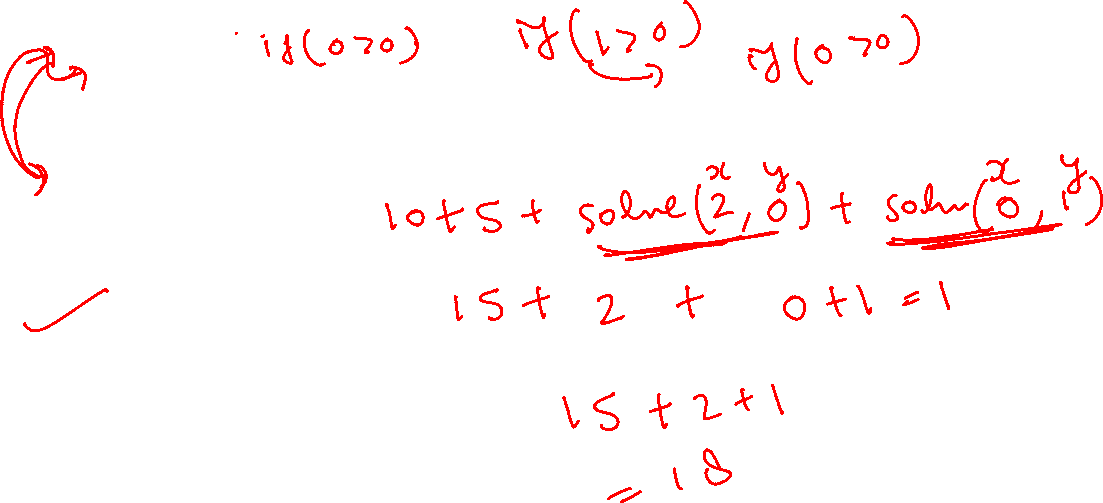 if(0>0) if(1>0) if(0>0)
x y x y
10+5+ solve(2,0)+ solve(0,1)
15+ 2 + 0+1=1
15+2+1
=18